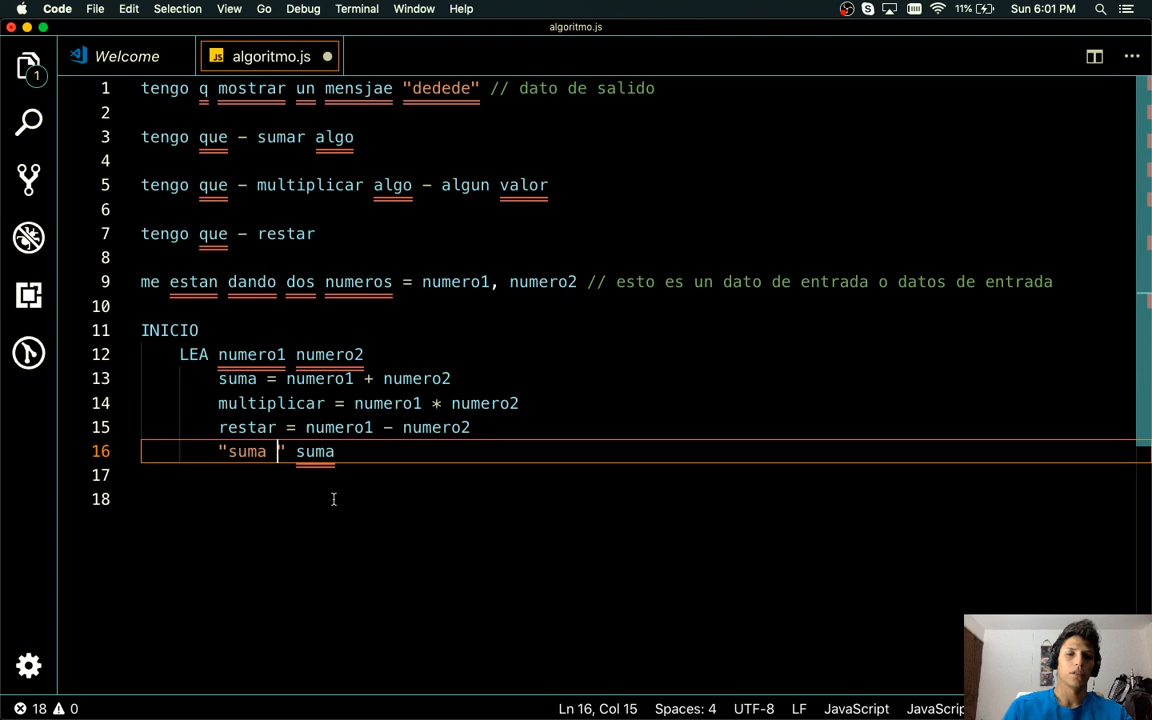 Code File Edit Selection View Go Debug Terminal Window Help 11% Sun 6:01 PM
algoritmo.js
Welcome JS algoritmo.js
1
1 tengo q mostrar un mensjae "dedede" // dato de salido
2
3 tengo que - sumar algo
4
5 tengo que - multiplicar algo - algun valor
6
7 tengo que - restar
8
9 me estan dando dos numeros = numero1, numero2 // esto es un dato de entrada o datos de entrada
10
11 INICIO
12 LEA numero1 numero2
13 suma = numero1 + numero2
14 multiplicar = numero1 * numero2
15 restar = numero1 - numero2
16 "suma " suma
17
18
18 0 Ln 16, Col 15 Spaces: 4 UTF-8 LF JavaScript JavaScrip